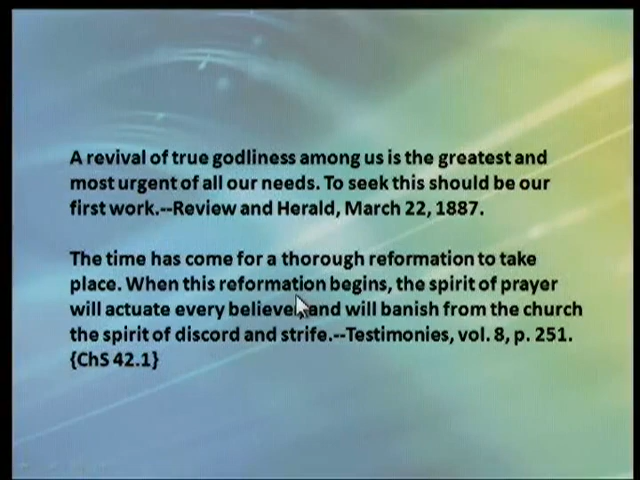 A revival of true godliness among us is the greatest and
most urgent of all our needs. To seek this should be our
first work.--Review and Herald, March 22, 1887.
The time has come for a thorough reformation to take
place. When this reformation begins, the spirit of prayer
will actuate every believer and will banish from the church
the spirit of discord and strife.--Testimonies, vol. 8, p. 251.
{ChS 42.1}